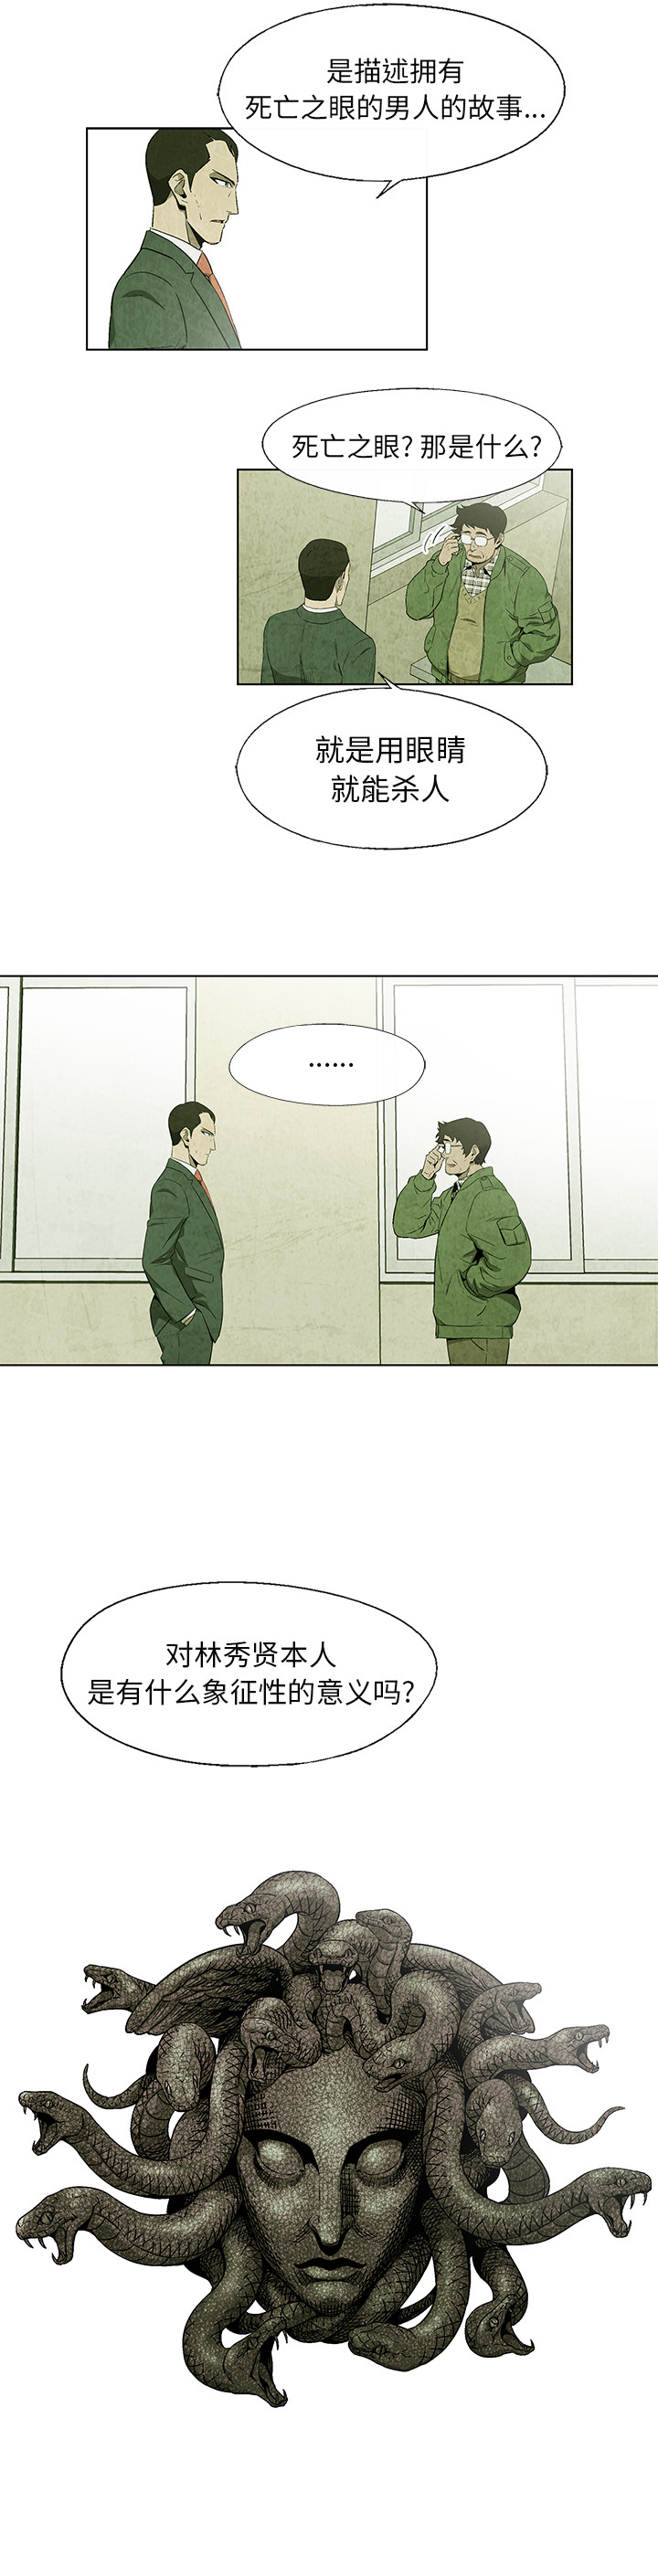 是描述拥有
死亡之眼的男人的故事...
死亡之眼? 那是什么?
就是用眼睛
就能杀人
......
对林秀贤本人
是有什么象征性的意义吗?